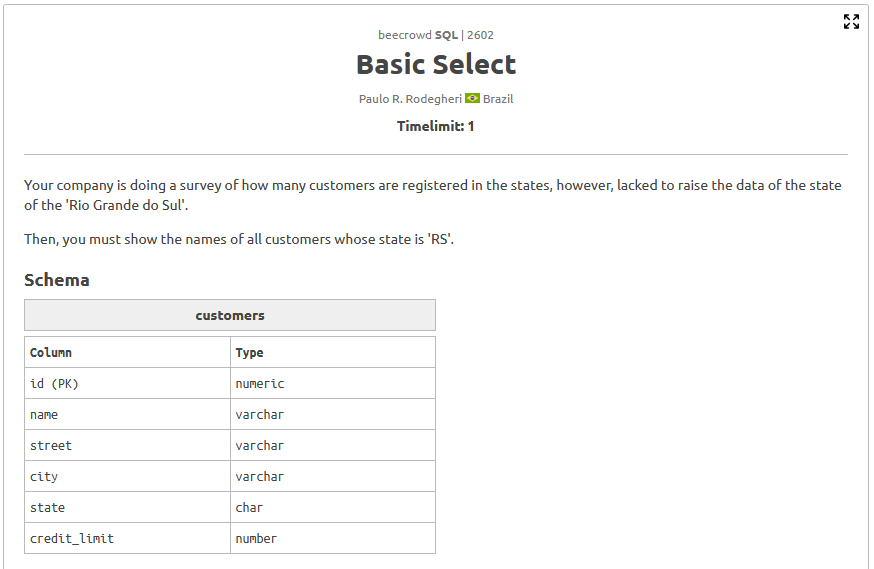 beecrowd SQL | 2602
Basic Select
Paulo R. Rodegheri Brazil
Timelimit: 1
Your company is doing a survey of how many customers are registered in the states, however, lacked to raise the data of the state
of the 'Rio Grande do Sul'.
Then, you must show the names of all customers whose state is 'RS'.
Schema
customers
Column Type
id (PK) numeric
name varchar
street varchar
city varchar
state char
credit_limit number